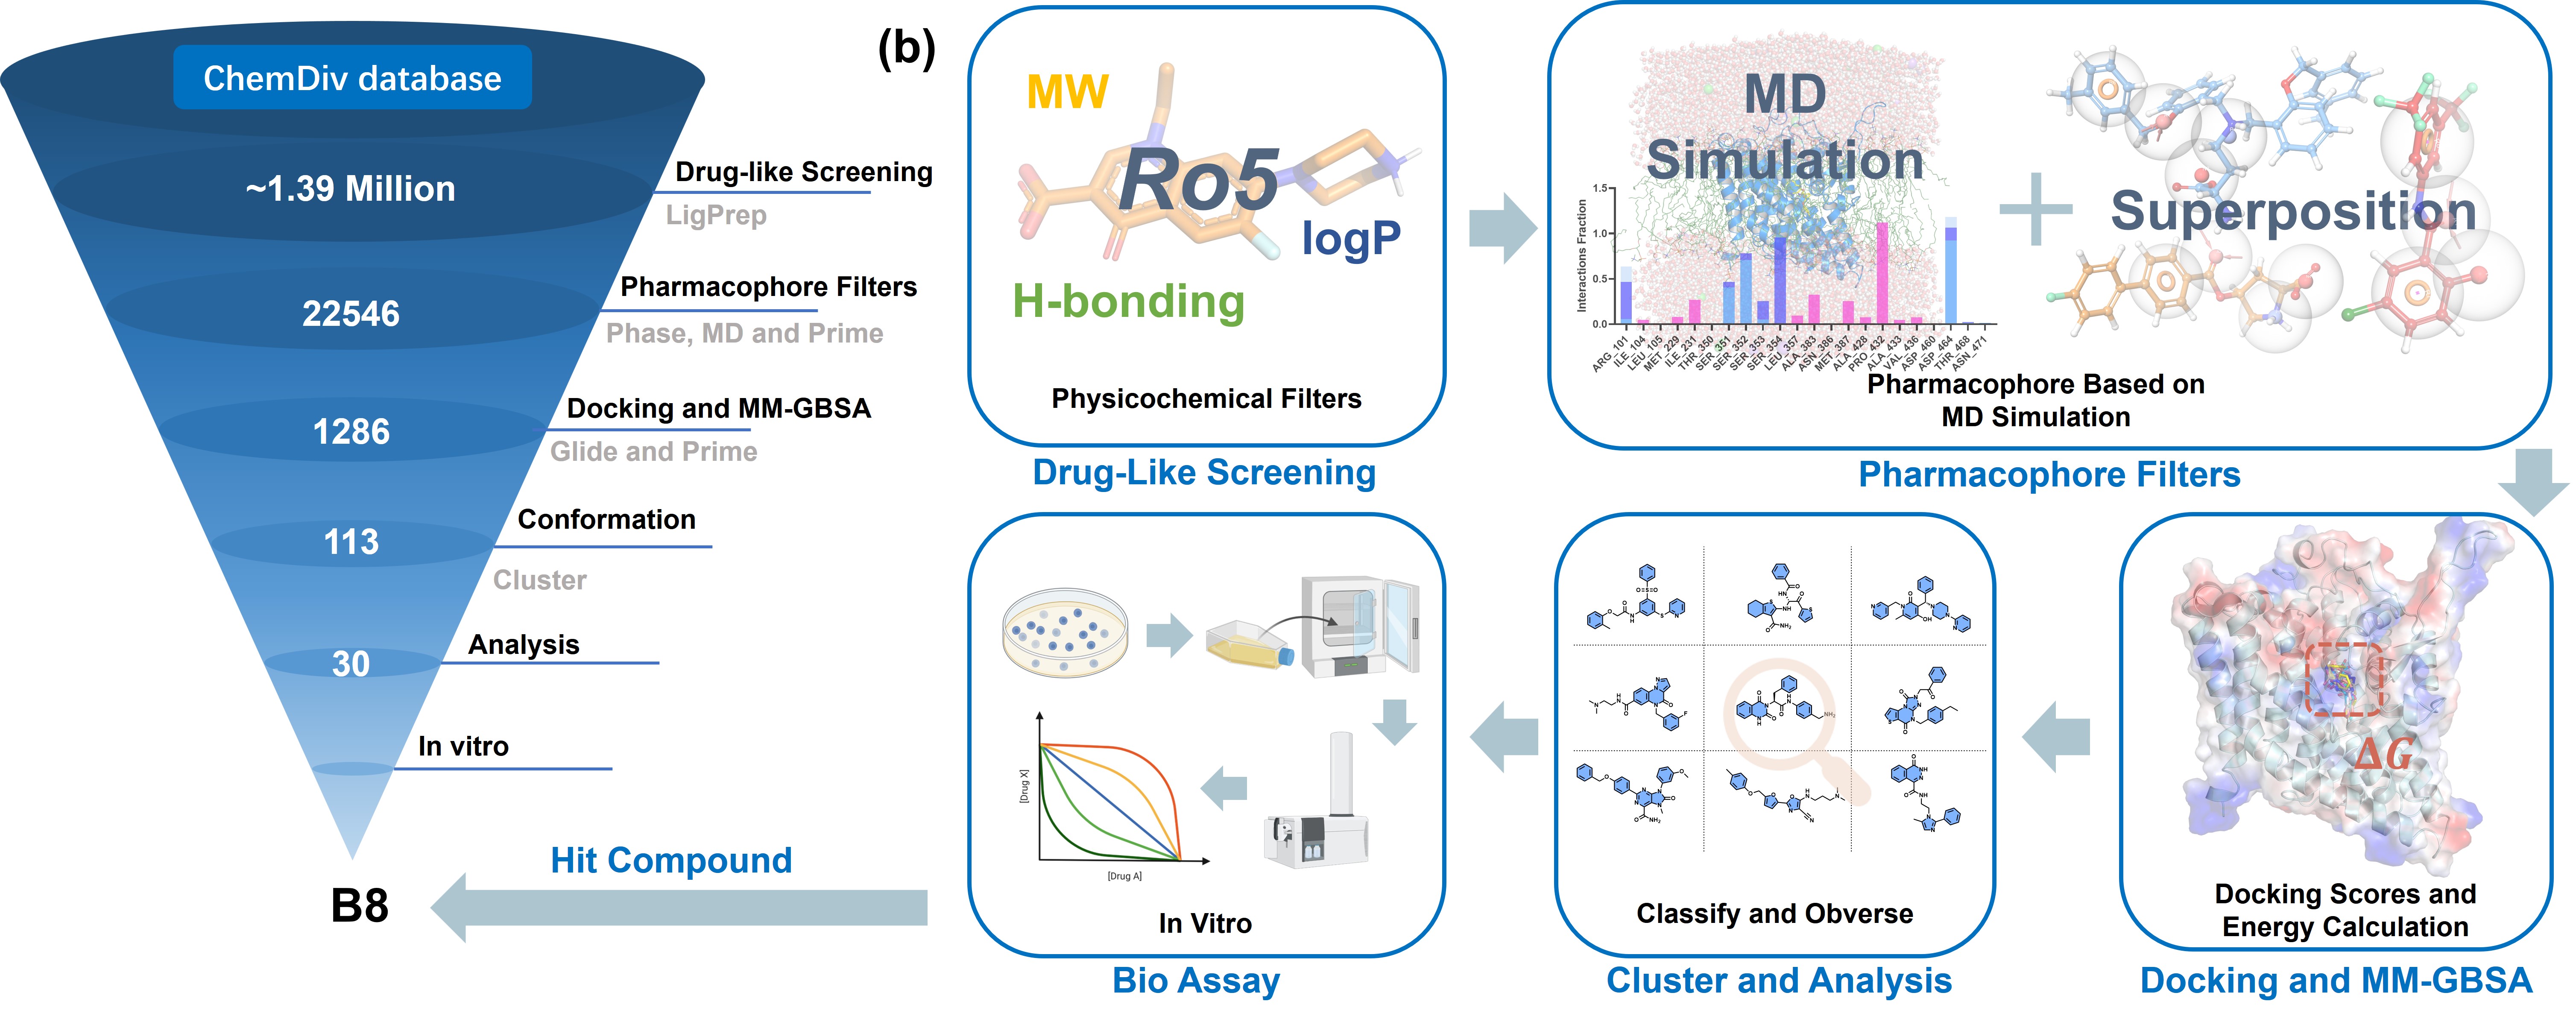 ChemDiv database
~1.39 Million
Drug-like Screening
LigPrep
22546
Pharmacophore Filters
Phase, MD and Prime
1286
Docking and MM-GBSA
Glide and Prime
113
Conformation
Cluster
30
Analysis
In vitro
B8
Hit Compound
(b)
MW
Ro5
logP
H-bonding
Physicochemical Filters
Drug-Like Screening
MD
Simulation
Superposition
Interactions Fraction
1.5
1.0
0.5
0.0
ARG_101
ILE_104
LEU_105
MET_229
ILE_231
THR_350
SER_351
SER_352
SER_353
SER_354
LEU_357
ALA_383
ASN_386
MET_387
ALA_428
PRO_432
ALA_433
VAL_436
ASP_460
ASP_464
THR_468
ASN_471
Pharmacophore Based on
MD Simulation
Pharmacophore Filters
[Drug X]
[Drug A]
In Vitro
Bio Assay
Classify and Obverse
Cluster and Analysis
ΔG
Docking Scores and
Energy Calculation
Docking and MM-GBSA